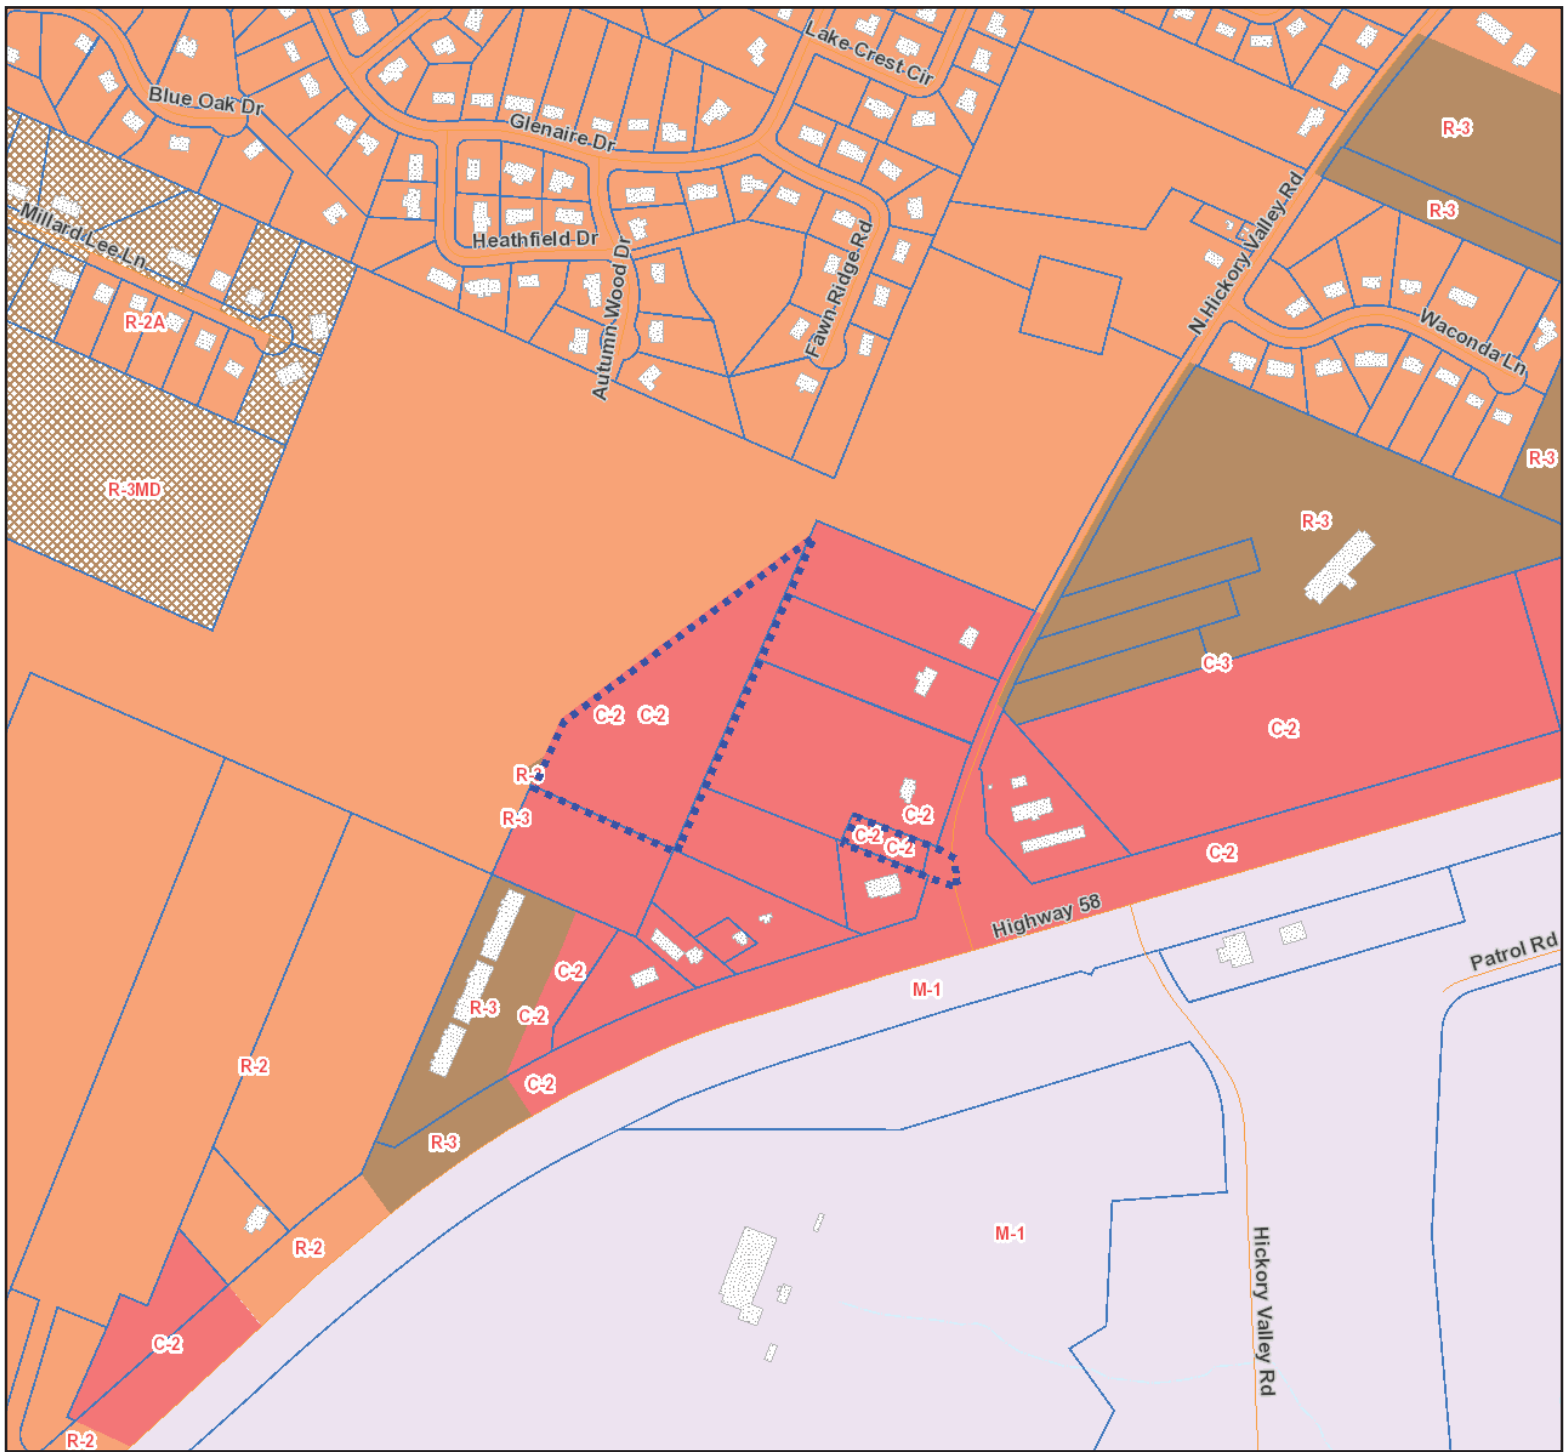 Lake Crest Cir
Blue Oak Dr
Glenaire Dr
R-3
R-3
Millard Lee Ln
Heathfield Dr
N Hickory Valley Rd
Autumn Wood Dr
Fawn Ridge Rd
R-2A
Waconda Ln
R-3
R-3MD
R-3
C-3
C-2 C-2
C-2
R-3
R-3
C-2
C-2
C-2
C-2
Highway 58
Patrol Rd
C-2
M-1
R-3
C-2
R-2
C-2
R-3
M-1
R-2
Hickory Valley Rd
C-2
R-2